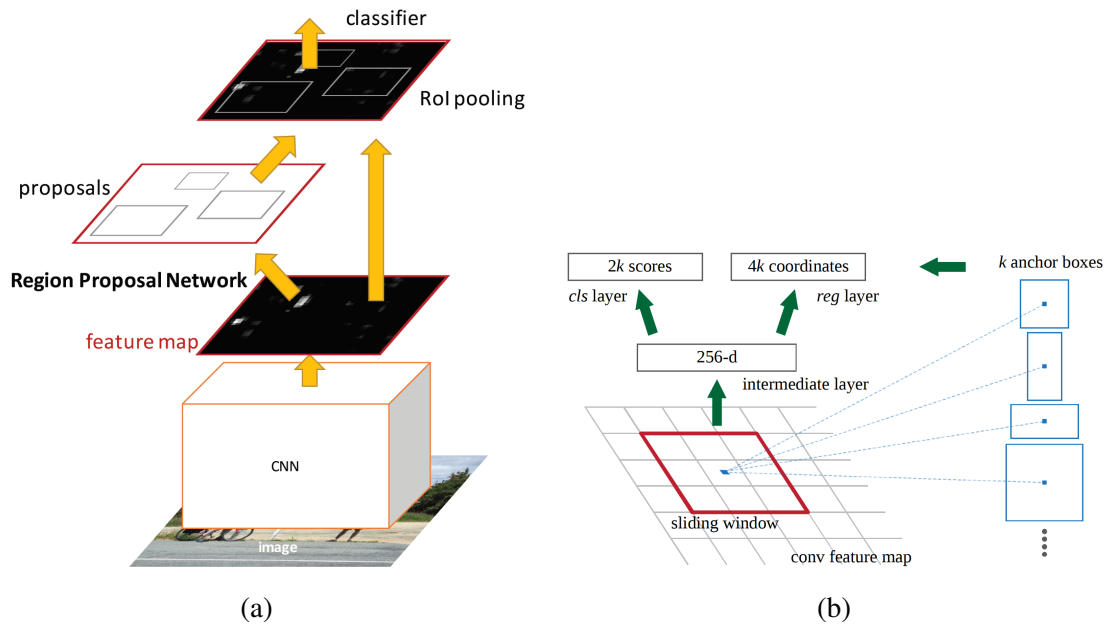 classifier
RoI pooling
proposals
Region Proposal Network
feature map
CNN
image
(a)
2k scores
4k coordinates
k anchor boxes
cls layer
reg layer
256-d
intermediate layer
sliding window
conv feature map
(b)